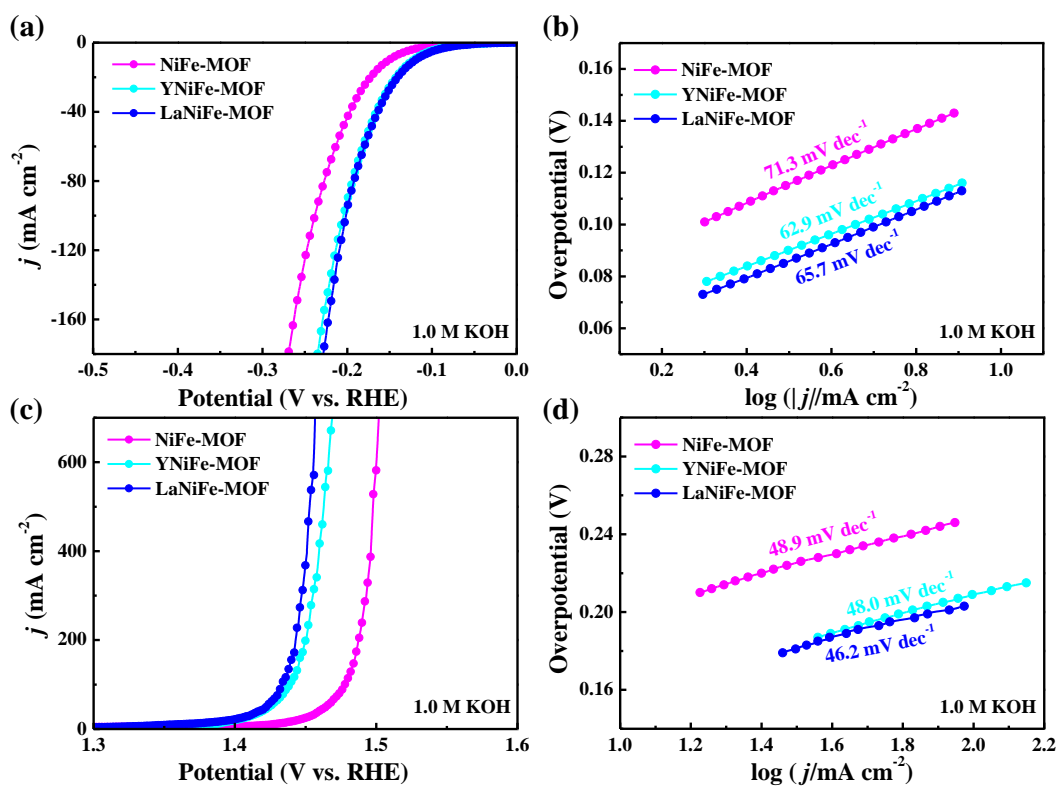 (a)
0
-40
-80
-120
-160
-0.5
-0.4
-0.3
-0.2
-0.1
0.0
j (mA cm⁻²)
Potential (V vs. RHE)
NiFe-MOF
YNiFe-MOF
LaNiFe-MOF
1.0 M KOH
(b)
0.16
0.14
0.12
0.10
0.08
0.06
0.2
0.4
0.6
0.8
1.0
Overpotential (V)
log (|j|/mA cm⁻²)
NiFe-MOF
YNiFe-MOF
LaNiFe-MOF
71.3 mV dec⁻¹
62.9 mV dec⁻¹
65.7 mV dec⁻¹
1.0 M KOH
(c)
600
400
200
0
1.3
1.4
1.5
1.6
j (mA cm⁻²)
Potential (V vs. RHE)
NiFe-MOF
YNiFe-MOF
LaNiFe-MOF
1.0 M KOH
(d)
0.28
0.24
0.20
0.16
1.0
1.2
1.4
1.6
1.8
2.0
2.2
Overpotential (V)
log (j/mA cm⁻²)
NiFe-MOF
YNiFe-MOF
LaNiFe-MOF
48.9 mV dec⁻¹
48.0 mV dec⁻¹
46.2 mV dec⁻¹
1.0 M KOH